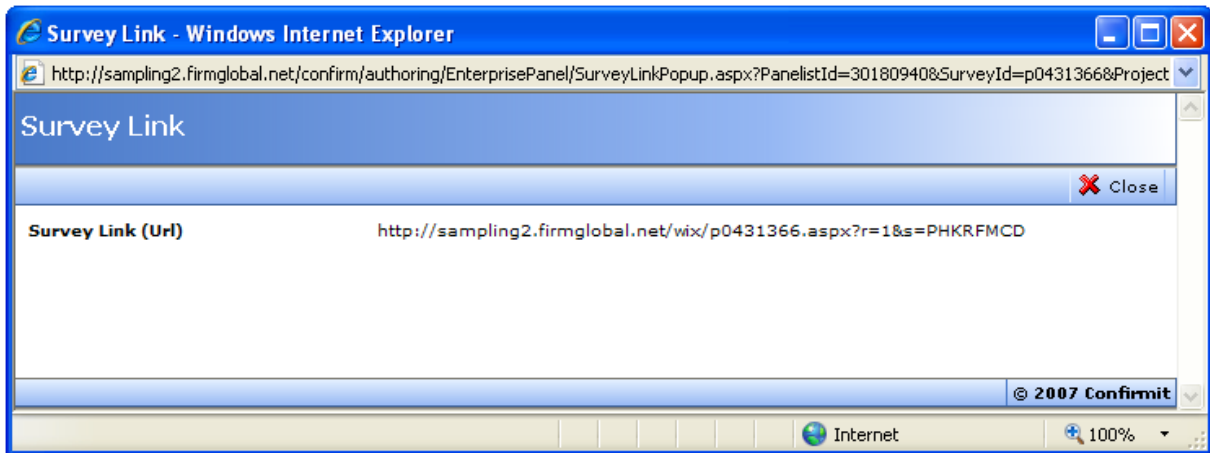 Survey Link - Windows Internet Explorer
http://sampling2.firmglobal.net/confirm/authoring/EnterprisePanel/SurveyLinkPopup.aspx?PanelistId=30180940&SurveyId=p0431366&Project
Survey Link
Close
Survey Link (Url) http://sampling2.firmglobal.net/wix/p0431366.aspx?r=1&s=PHKRFMCD
© 2007 Confirmit
Internet 100%